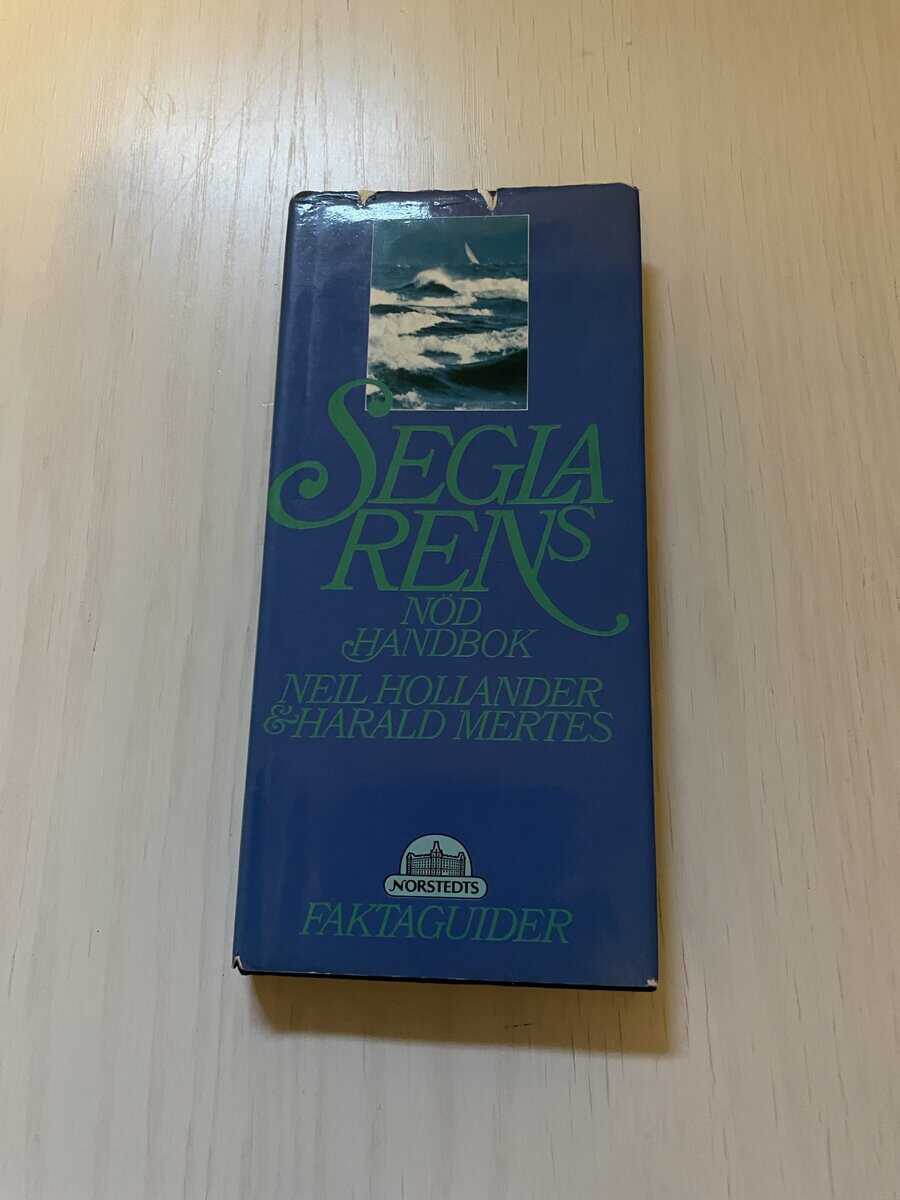 SEGLA
RENS
NÖD
HANDBOK
NEIL HOLLANDER
& HARALD MERTES
NORSTEDTS
FAKTAGUIDER